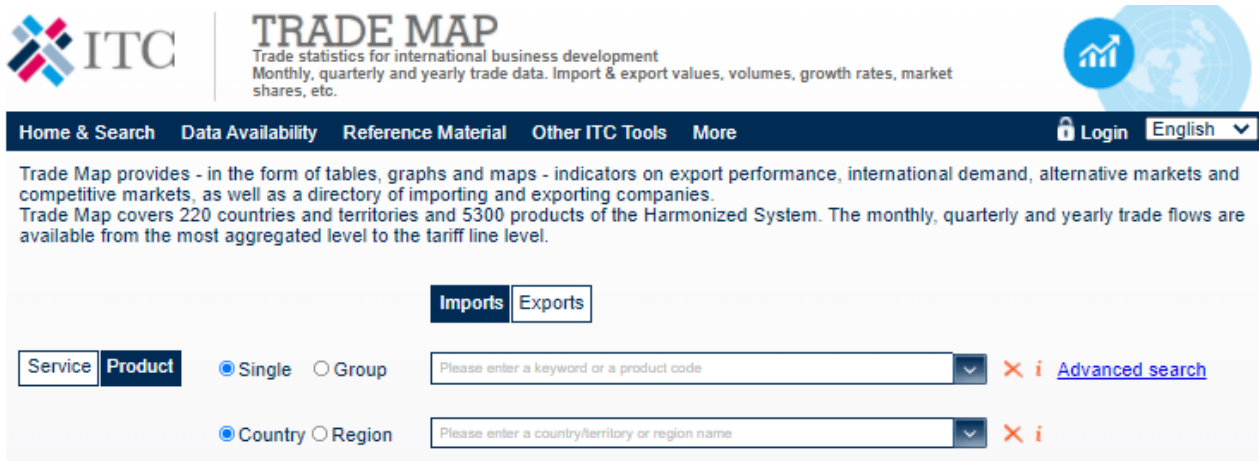 ITC
TRADE MAP
Trade statistics for international business development
Monthly, quarterly and yearly trade data. Import & export values, volumes, growth rates, market
shares, etc.
Home & Search Data Availability Reference Material Other ITC Tools More Login English
Trade Map provides - in the form of tables, graphs and maps - indicators on export performance, international demand, alternative markets and
competitive markets, as well as a directory of importing and exporting companies.
Trade Map covers 220 countries and territories and 5300 products of the Harmonized System. The monthly, quarterly and yearly trade flows are
available from the most aggregated level to the tariff line level.
Imports Exports
Service Product Single Group Please enter a keyword or a product code i Advanced search
Country Region Please enter a country/territory or region name i